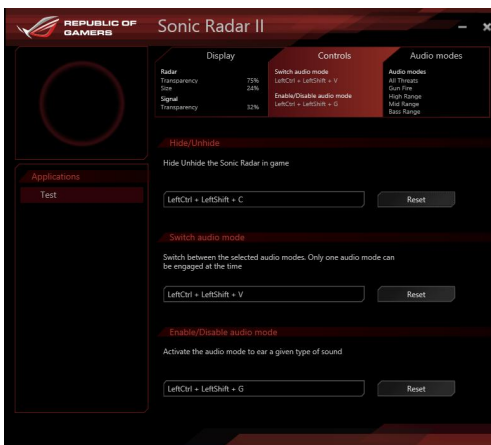 REPUBLIC OF
GAMERS
Sonic Radar II
Display
Radar
Transparency 75%
Size 24%
Signal
Transparency 32%
Controls
Switch audio mode
LeftCtrl + LeftShift + V
Enable/Disable audio mode
LeftCtrl + LeftShift + G
Audio modes
Audio modes
All Threats
Gun Fire
High Range
Mid Range
Bass Range
Applications
Test
Hide/Unhide
Hide Unhide the Sonic Radar in game
LeftCtrl + LeftShift + C
Reset
Switch audio mode
Switch between the selected audio modes. Only one audio mode can
be engaged at the time
LeftCtrl + LeftShift + V
Reset
Enable/Disable audio mode
Activate the audio mode to ear a given type of sound
LeftCtrl + LeftShift + G
Reset